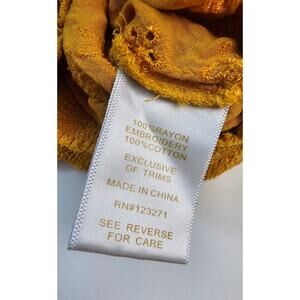 100%RAYON
EMBROIDERY
100%COTTON
EXCLUSIVE
OF TRIMS
MADE IN CHINA
RN#123271
SEE REVERSE
FOR CARE